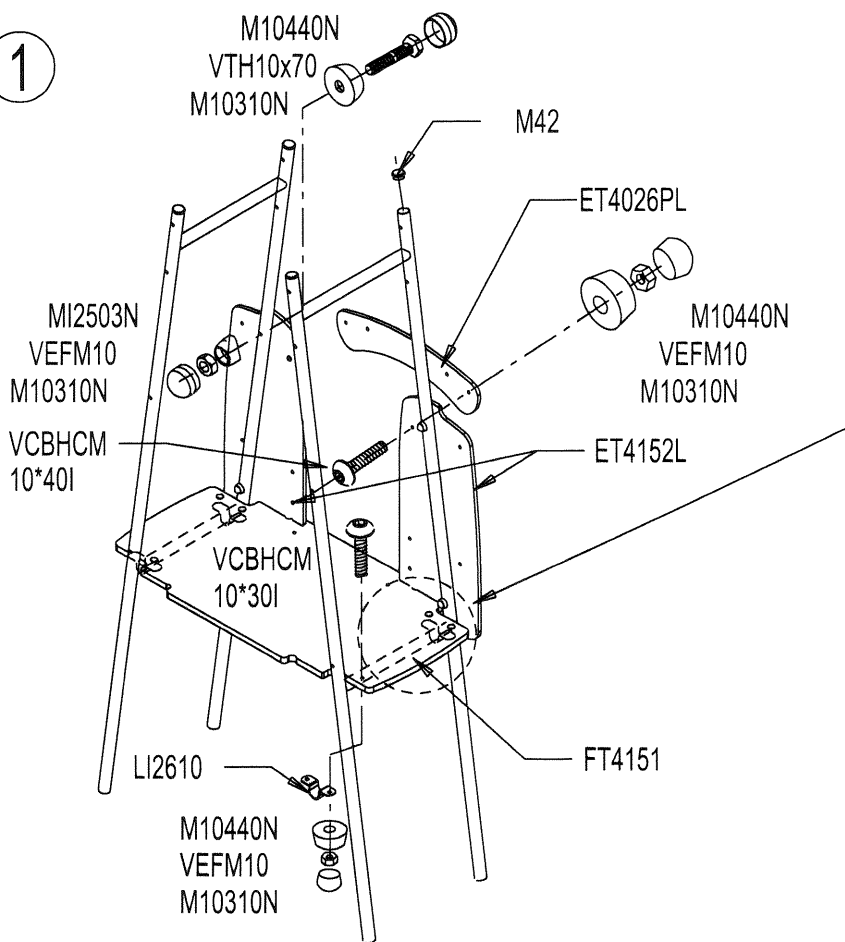 1
M10440N
VTH10x70
M10310N
M42
ET4026PL
M10440N
VEFM10
M10310N
MI2503N
VEFM10
M10310N
VCBHCM
10*40I
ET4152L
VCBHCM
10*30I
LI2610
FT4151
M10440N
VEFM10
M10310N